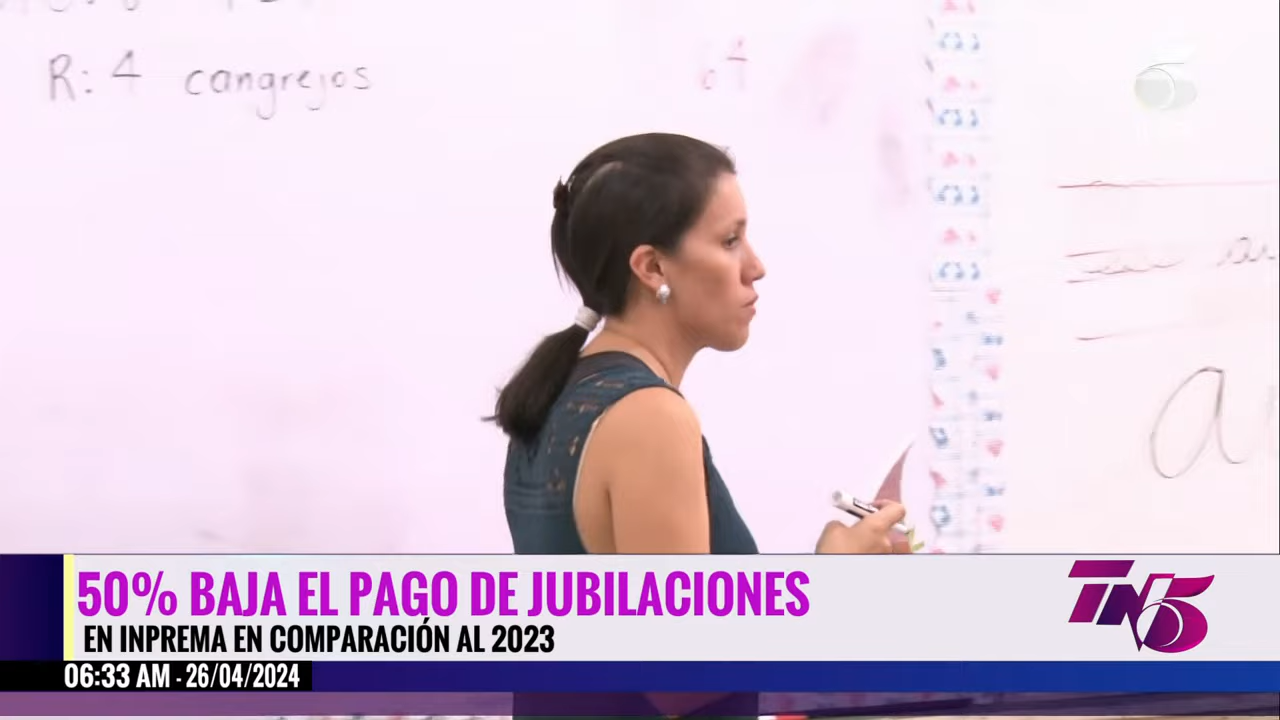 R: 4 cangrejos
64
a
50% BAJA EL PAGO DE JUBILACIONES
EN INPREMA EN COMPARACIÓN AL 2023
TN5
06:33 AM - 26/04/2024